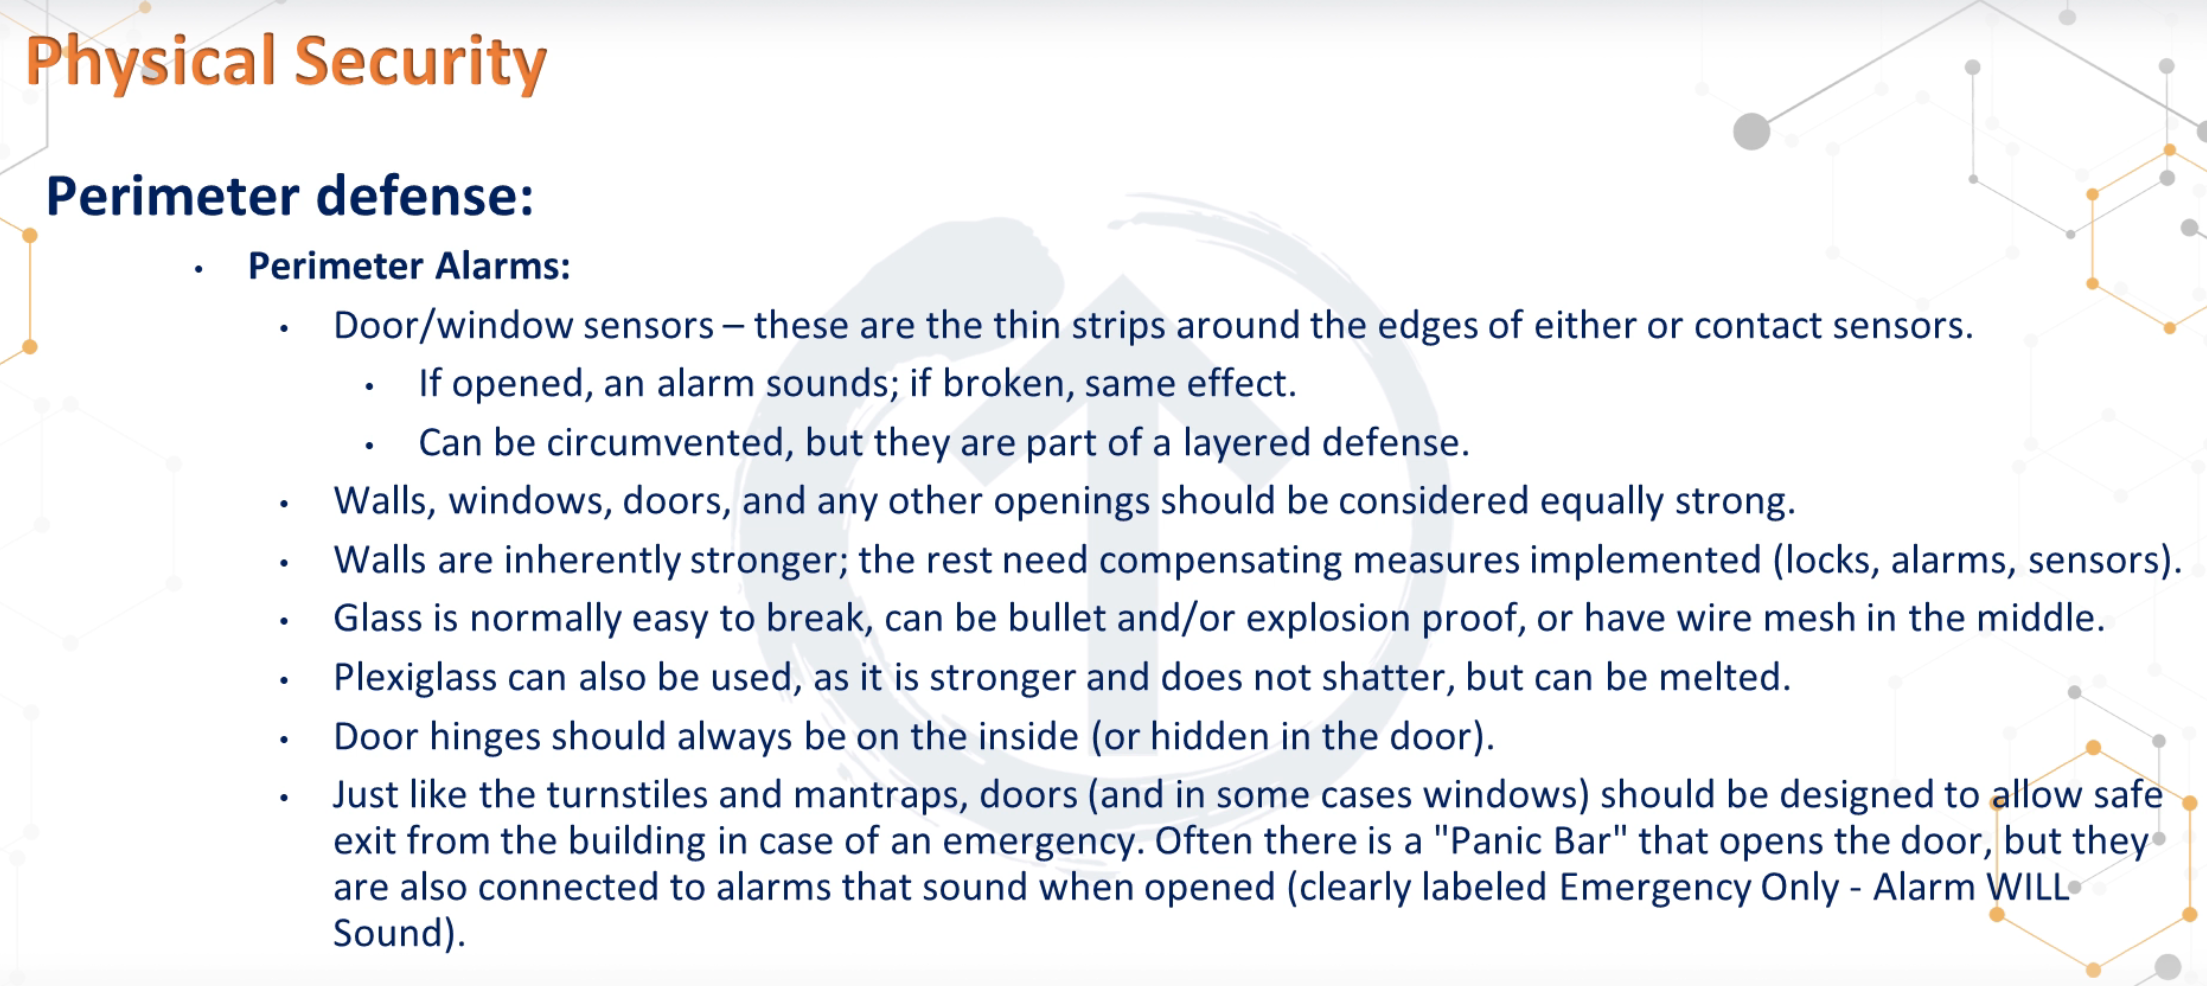 Physical Security
Perimeter defense:
• Perimeter Alarms:
• Door/window sensors – these are the thin strips around the edges of either or contact sensors.
• If opened, an alarm sounds; if broken, same effect.
• Can be circumvented, but they are part of a layered defense.
• Walls, windows, doors, and any other openings should be considered equally strong.
• Walls are inherently stronger; the rest need compensating measures implemented (locks, alarms, sensors).
• Glass is normally easy to break, can be bullet and/or explosion proof, or have wire mesh in the middle.
• Plexiglass can also be used, as it is stronger and does not shatter, but can be melted.
• Door hinges should always be on the inside (or hidden in the door).
• Just like the turnstiles and mantraps, doors (and in some cases windows) should be designed to allow safe
exit from the building in case of an emergency. Often there is a "Panic Bar" that opens the door, but they
are also connected to alarms that sound when opened (clearly labeled Emergency Only - Alarm WILL
Sound).